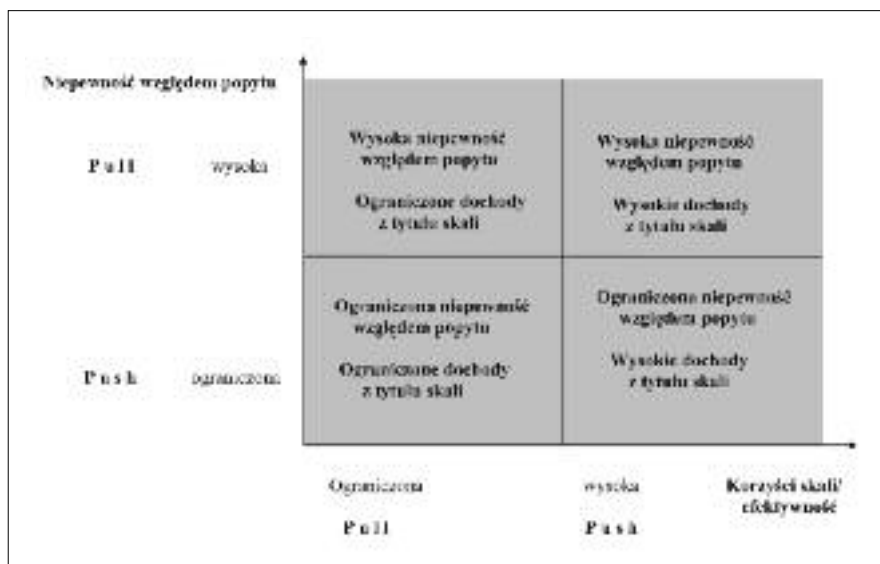 Niepewność względem popytu
Pull wysoka
Wysoka niepewność
względem popytu
Ograniczone dochody
z tytułu skali
Wysoka niepewność
względem popytu
Wysokie dochody
z tytułu skali
Push ograniczona
Ograniczona niepewność
względem popytu
Ograniczone dochody
z tytułu skali
Ograniczona niepewność
względem popytu
Wysokie dochody
z tytułu skali
Ograniczona
Pull
wysoka
Push
Korzyści skali/
efektywność